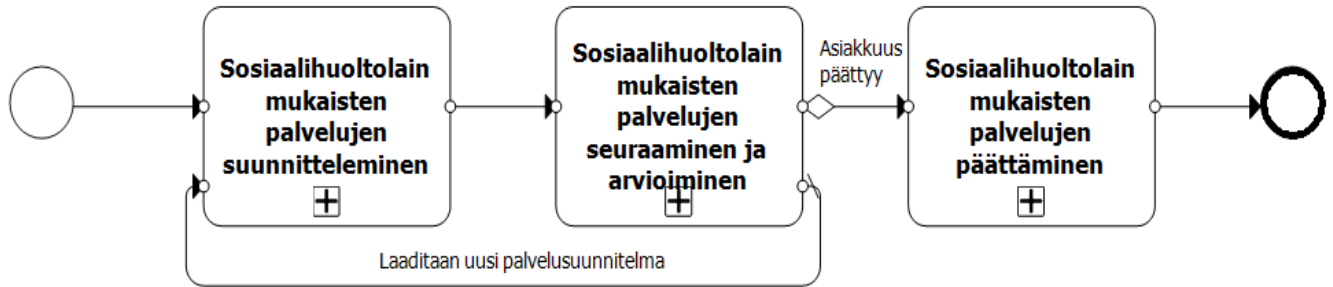 Sosiaalihuoltolain
mukaisten
palvelujen
suunnitteleminen
Sosiaalihuoltolain
mukaisten
palvelujen
seuraaminen ja
arvioiminen
Asiakkuus
päättyy
Sosiaalihuoltolain
mukaisten
palvelujen
päättäminen
Laaditaan uusi palvelusuunnitelma